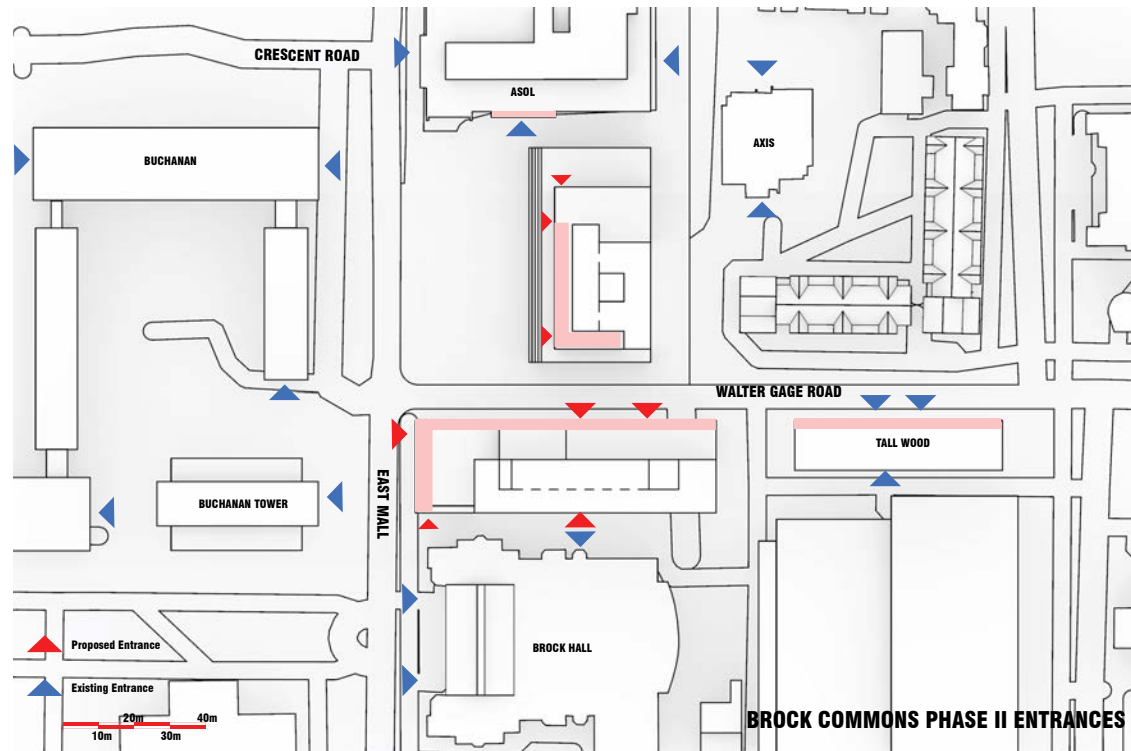 CRESCENT ROAD
ASOL
BUCHANAN
AXIS
WALTER GAGE ROAD
TALL WOOD
EAST MALL
BUCHANAN TOWER
BROCK HALL
Proposed Entrance
Existing Entrance
20m 40m
10m 30m
BROCK COMMONS PHASE II ENTRANCES